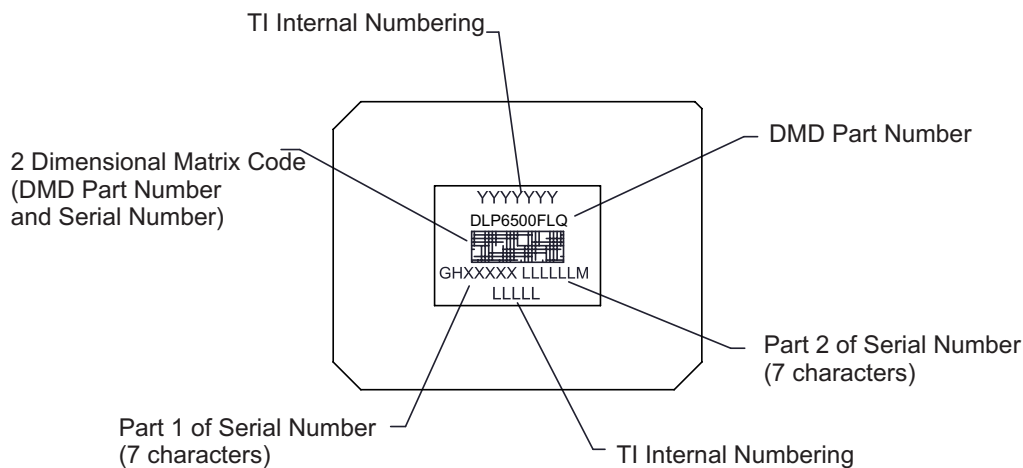 TI Internal Numbering
DMD Part Number
2 Dimensional Matrix Code
(DMD Part Number
and Serial Number)
YYYYYYY
DLP6500FLQ
GHXXXXX LLLLLLM
LLLLL
Part 2 of Serial Number
(7 characters)
Part 1 of Serial Number
(7 characters)
TI Internal Numbering